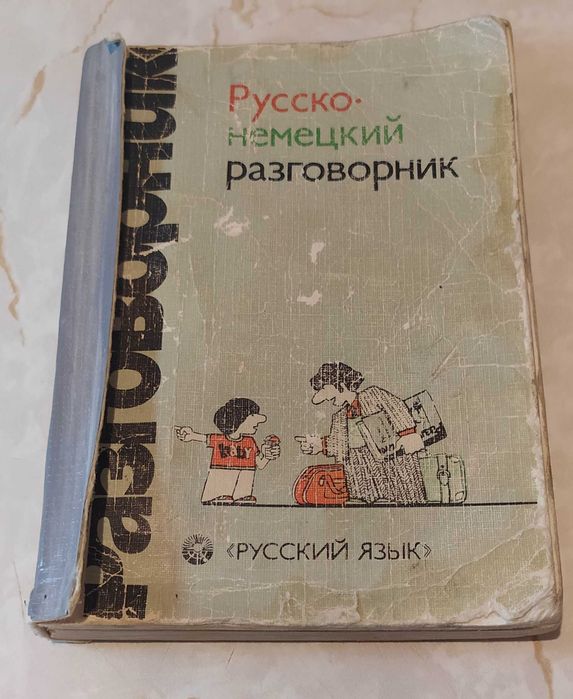 Разговорник
Русско-
немецкий
разговорник
«РУССКИЙ ЯЗЫК»